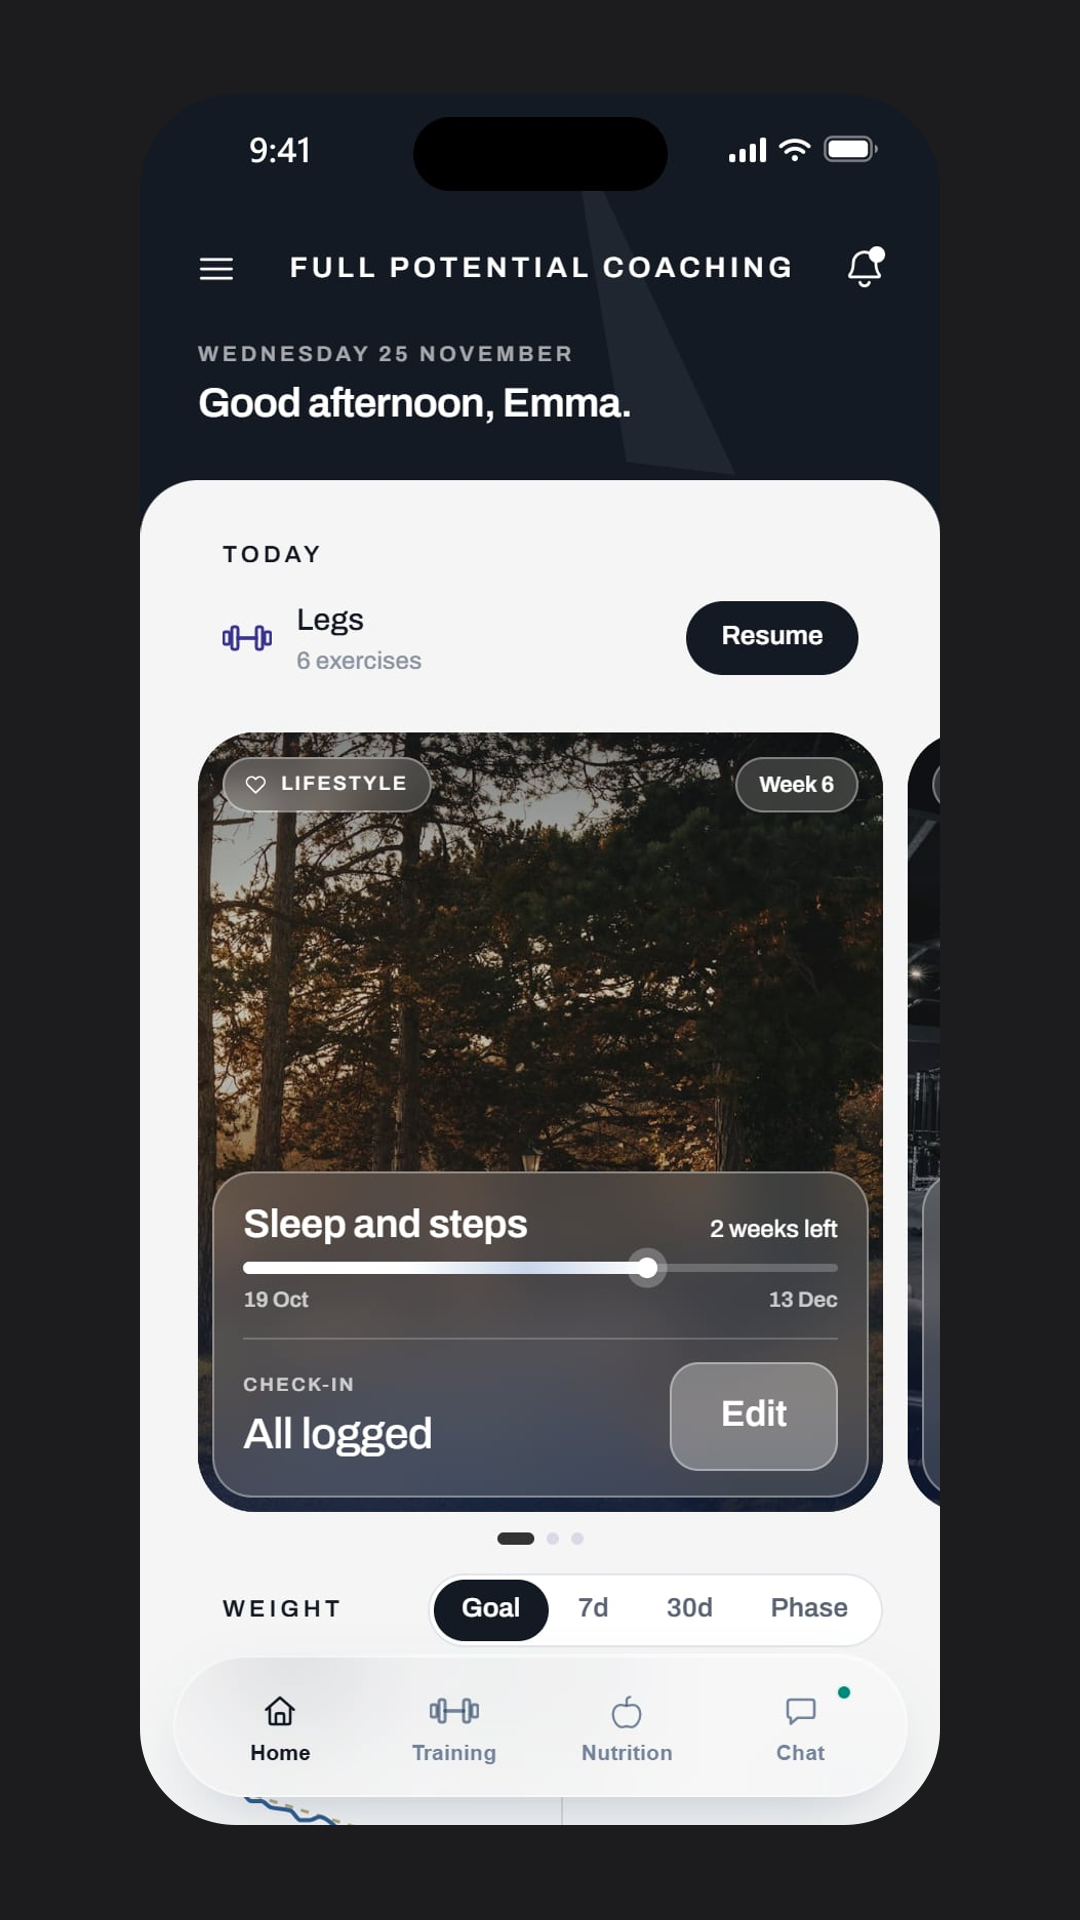 9:41
FULL POTENTIAL COACHING
WEDNESDAY 25 NOVEMBER
Good afternoon, Emma.
TODAY
Legs
6 exercises
Resume
LIFESTYLE
Week 6
Sleep and steps
2 weeks left
19 Oct
13 Dec
CHECK-IN
All logged
Edit
WEIGHT
Goal
7d
30d
Phase
Home
Training
Nutrition
Chat